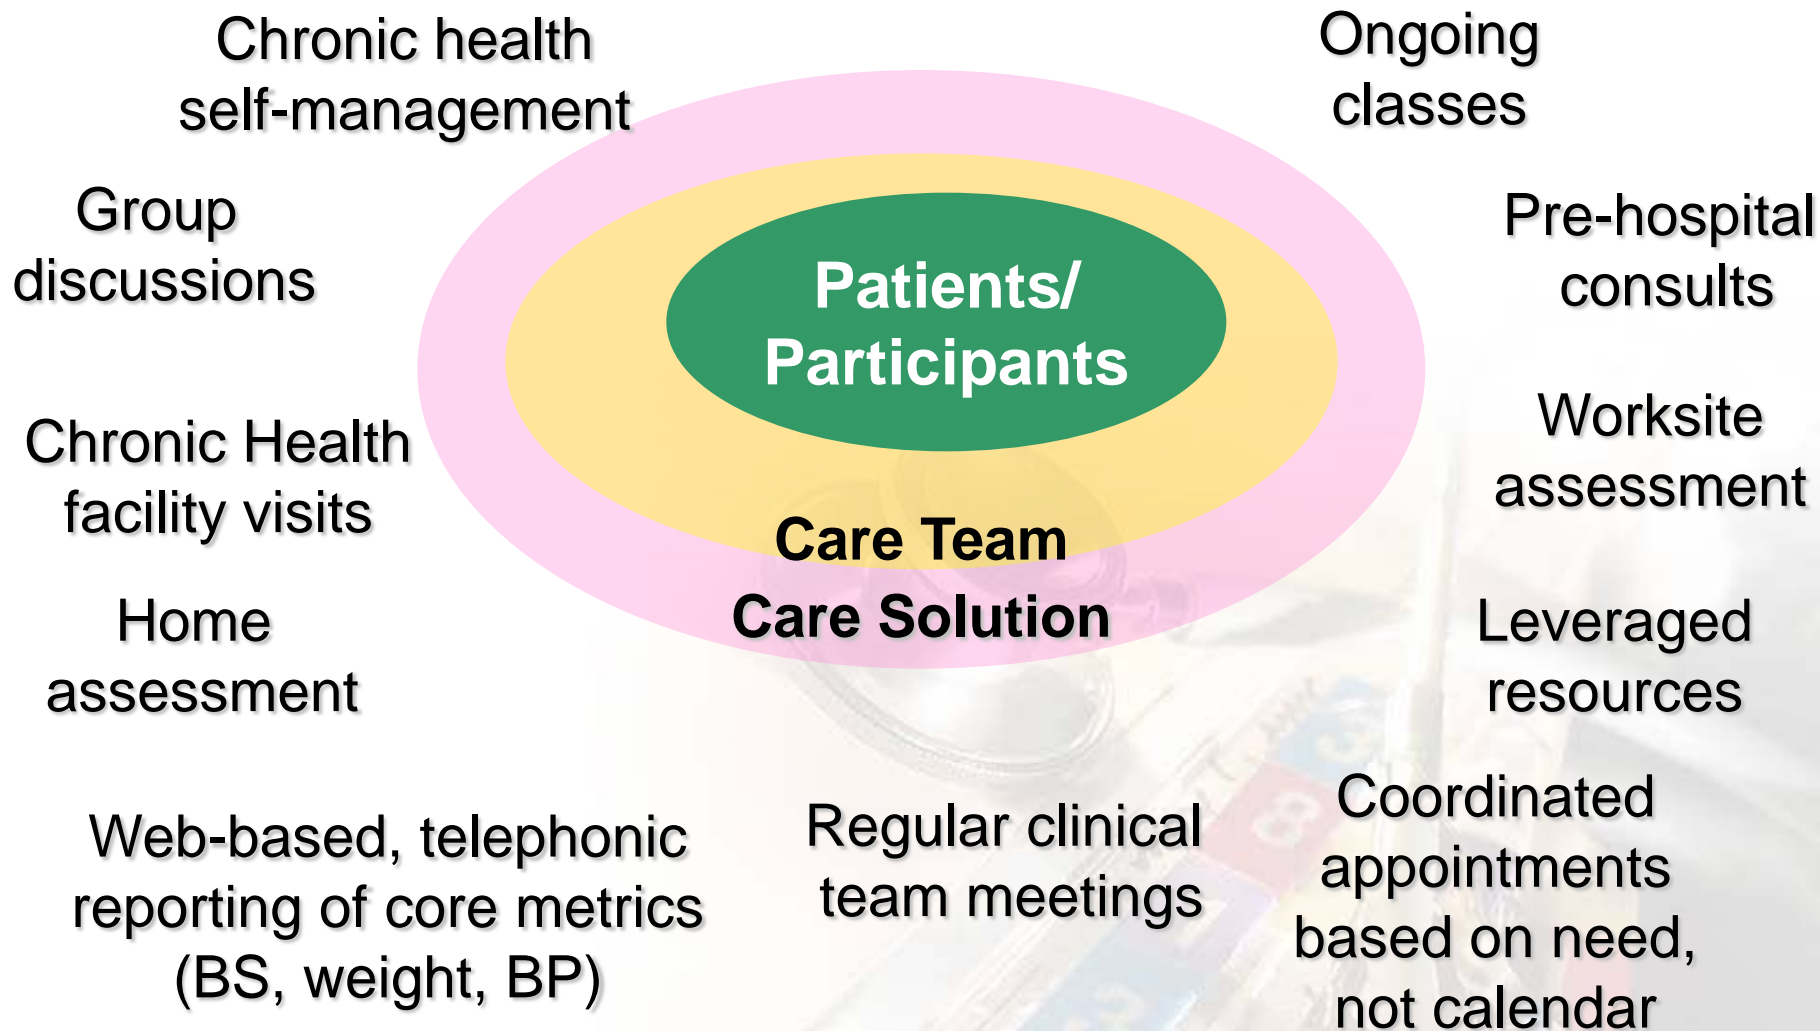 Chronic health
self-management
Ongoing
classes
Group
discussions
Pre-hospital
consults
Patients/
Participants
Chronic Health
facility visits
Worksite
assessment
Care Team
Care Solution
Home
assessment
Leveraged
resources
Web-based, telephonic
reporting of core metrics
(BS, weight, BP)
Regular clinical
team meetings
Coordinated
appointments
based on need,
not calendar